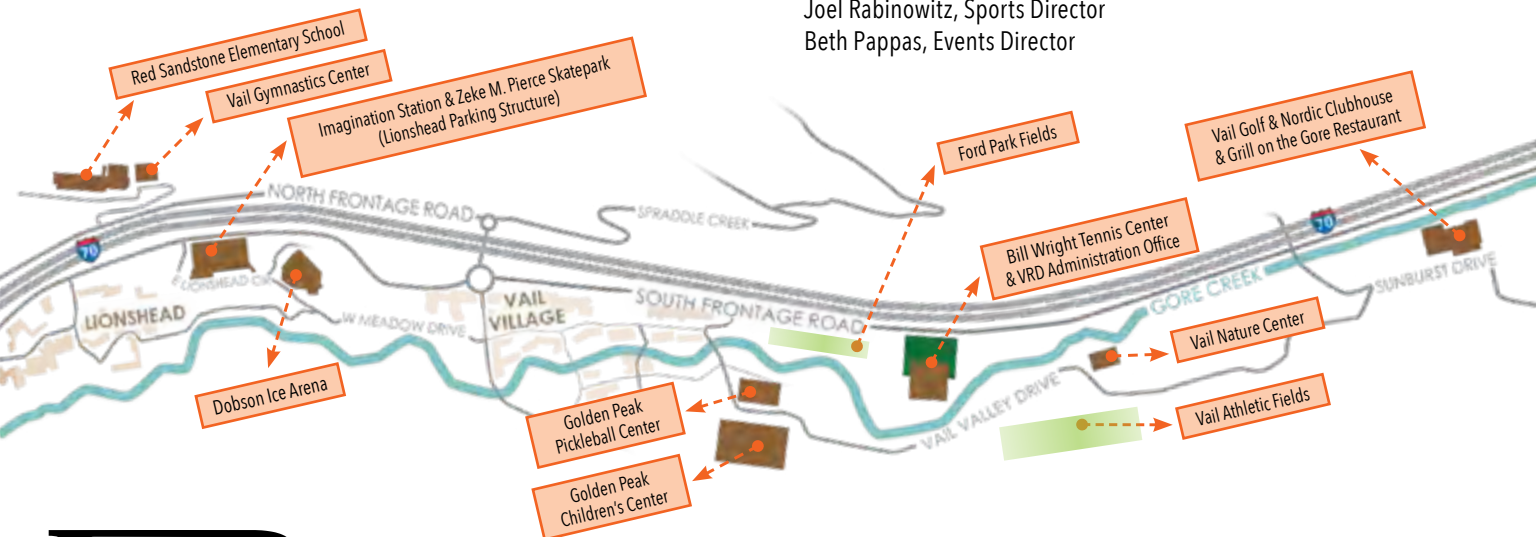 Joel Rabinowitz, Sports Director
Beth Pappas, Events Director
Red Sandstone Elementary School
Vail Gymnastics Center
Imagination Station & Zeke M. Pierce Skatepark
(Lionshead Parking Structure)
Ford Park Fields
Vail Golf & Nordic Clubhouse
& Grill on the Gore Restaurant
NORTH FRONTAGE ROAD
SPRADDLE CREEK
Bill Wright Tennis Center
& VRD Administration Office
70
70
E LIONSHEAD CIR
LIONSHEAD
W MEADOW DRIVE
VAIL
VILLAGE
SOUTH FRONTAGE ROAD
GORE CREEK
SUNBURST DRIVE
Vail Nature Center
Dobson Ice Arena
Golden Peak
Pickleball Center
VAIL VALLEY DRIVE
Vail Athletic Fields
Golden Peak
Children's Center